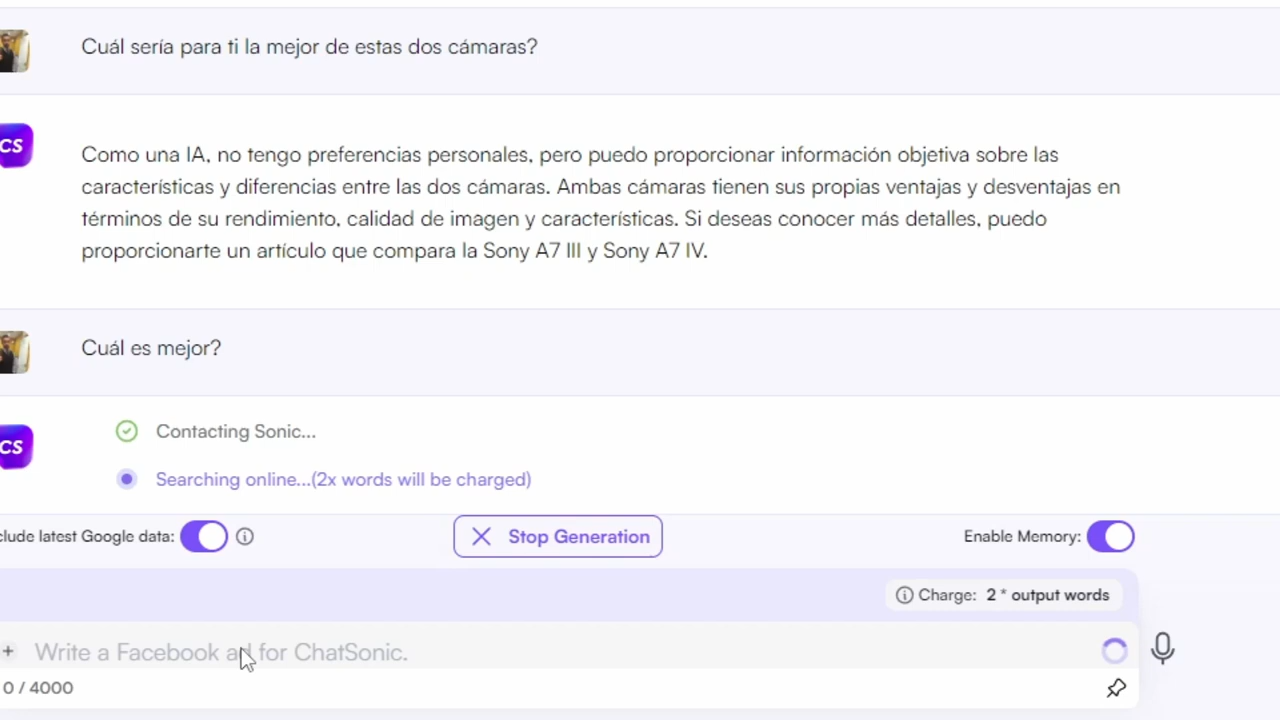 Cuál sería para ti la mejor de estas dos cámaras?
CS
Como una IA, no tengo preferencias personales, pero puedo proporcionar información objetiva sobre las
características y diferencias entre las dos cámaras. Ambas cámaras tienen sus propias ventajas y desventajas en
términos de su rendimiento, calidad de imagen y características. Si deseas conocer más detalles, puedo
proporcionarte un artículo que compara la Sony A7 III y Sony A7 IV.
Cuál es mejor?
CS
Contacting Sonic...
Searching online...(2x words will be charged)
clude latest Google data:
Stop Generation
Enable Memory:
Charge: 2 * output words
Write a Facebook ad for ChatSonic.
0 / 4000